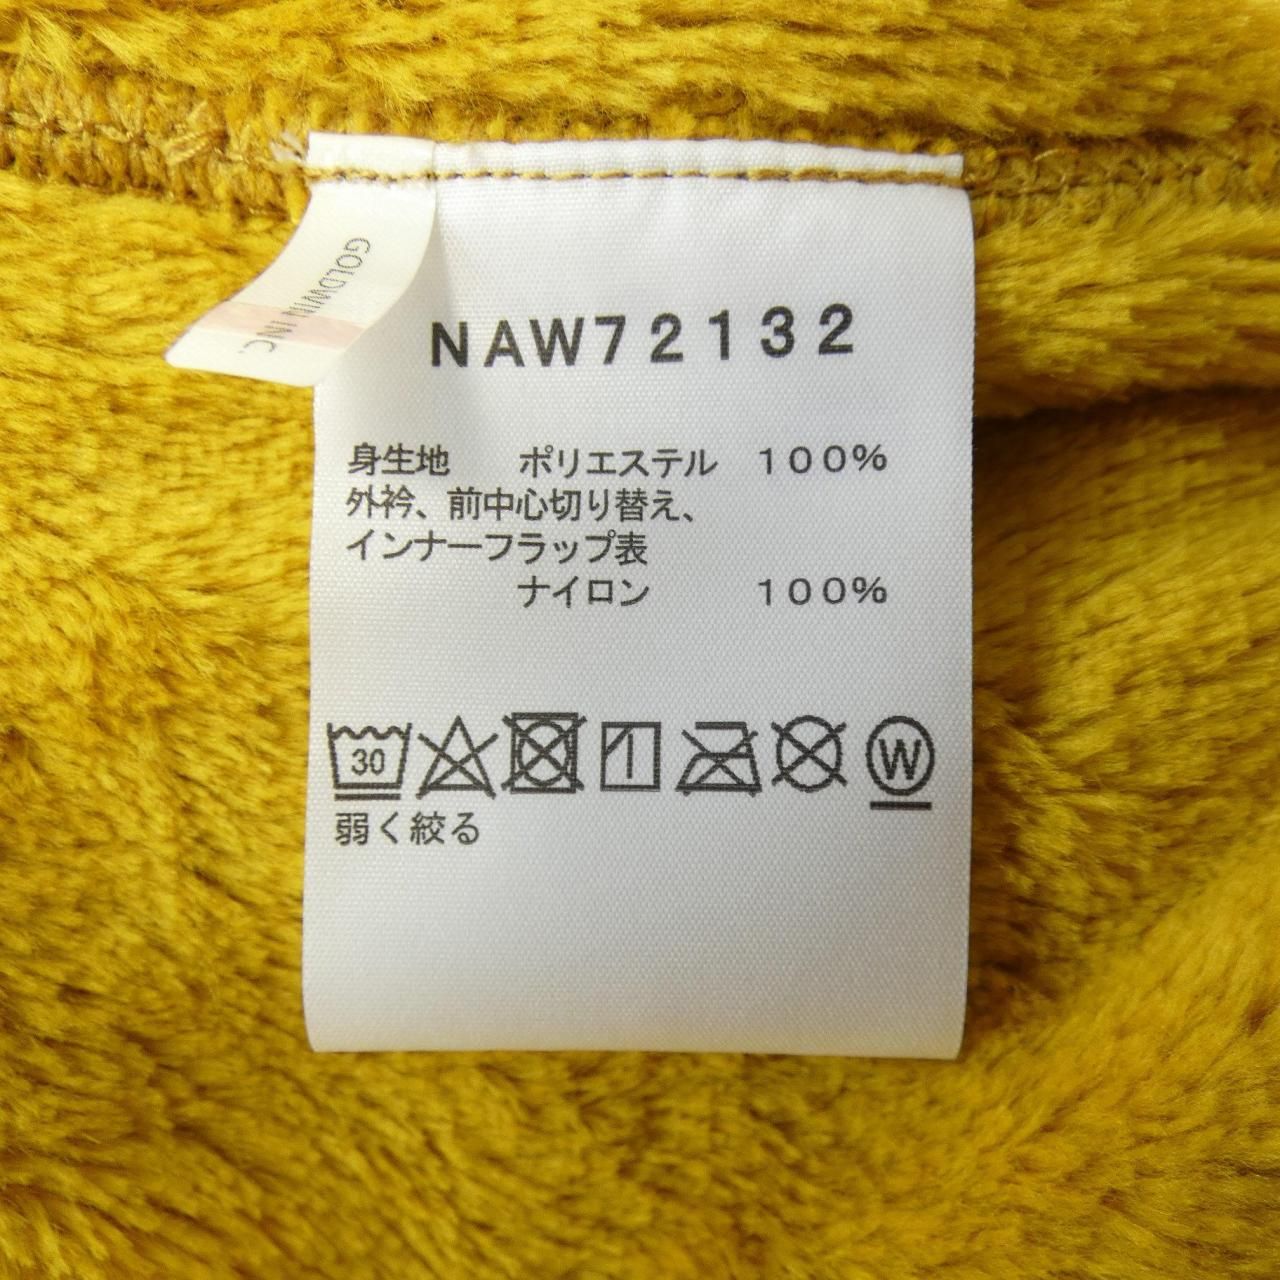 GOLDWIN INC.
NAW72132
身生地 ポリエステル 100%
外衿、前中心切り替え、
インナーフラップ表
ナイロン 100%
30
W
弱く絞る